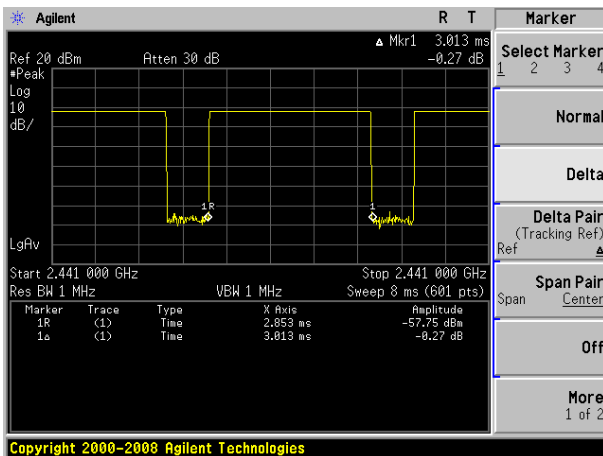 Agilent R T
Δ Mkr1 3.013 ms
Ref 20 dBm Atten 30 dB -0.27 dB
#Peak
Log
10
dB/
1R
1
LgAv
Start 2.441 000 GHz Stop 2.441 000 GHz
Res BW 1 MHz VBW 1 MHz Sweep 8 ms (601 pts)
Marker Trace Type X Axis Amplitude
1R (1) Time 2.853 ms -57.75 dBm
1Δ (1) Time 3.013 ms -0.27 dB
Copyright 2000-2008 Agilent Technologies
Marker
Select Marker
1 2 3 4
Normal
Delta
Delta Pair
(Tracking Ref)
Ref Δ
Span Pair
Span Center
Off
More
1 of 2